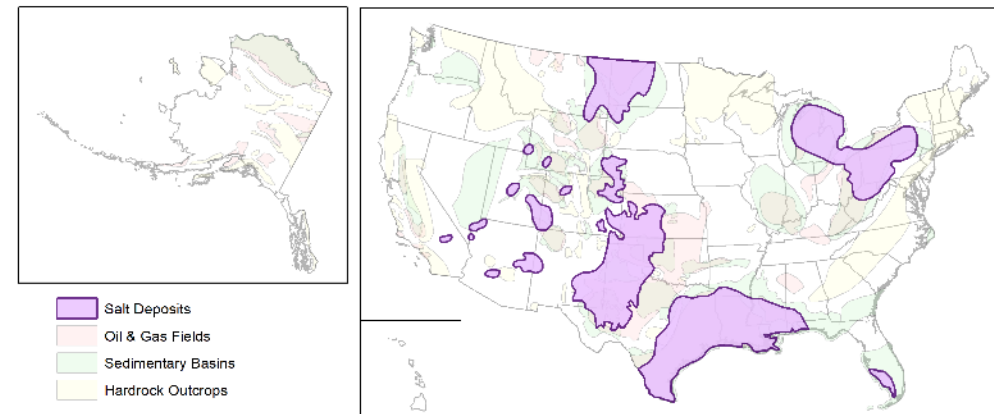 Salt Deposits
Oil & Gas Fields
Sedimentary Basins
Hardrock Outcrops